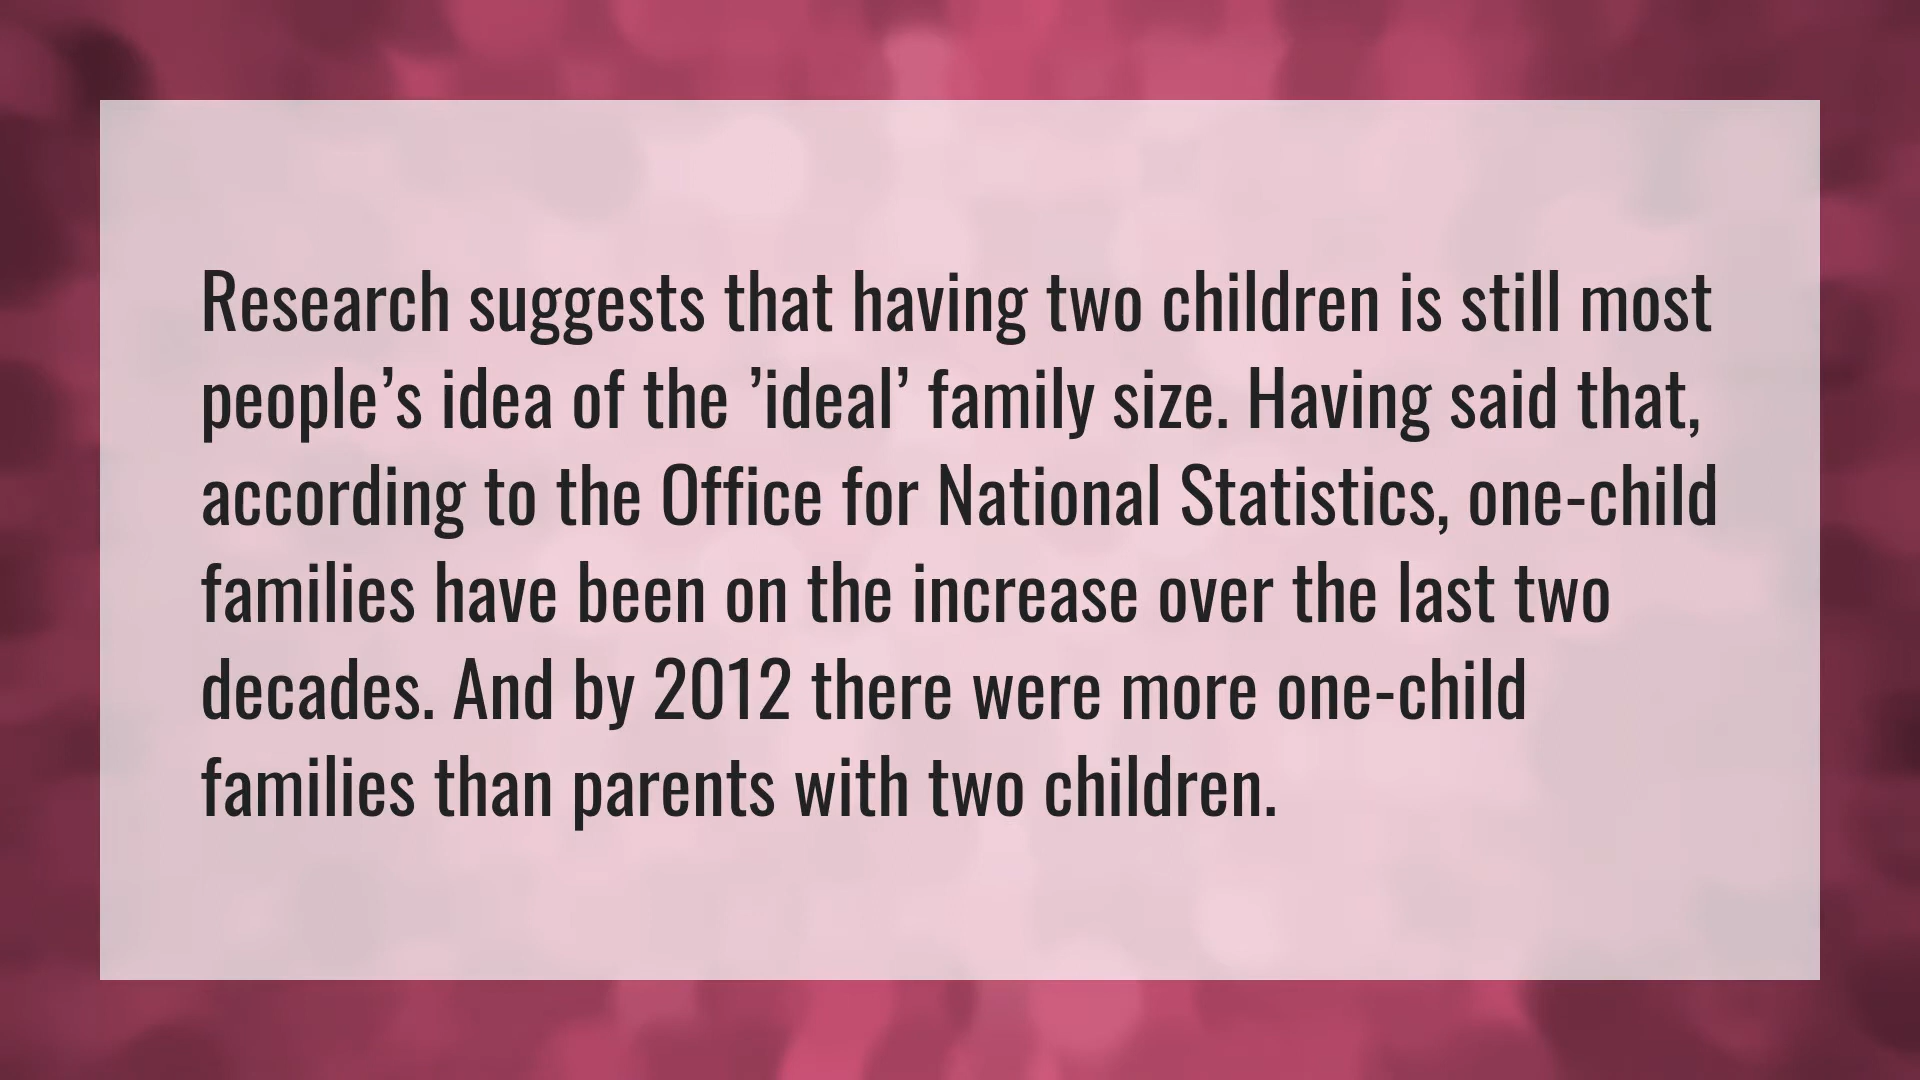 Research suggests that having two children is still most
people’s idea of the ’ideal’ family size. Having said that,
according to the Office for National Statistics, one-child
families have been on the increase over the last two
decades. And by 2012 there were more one-child
families than parents with two children.